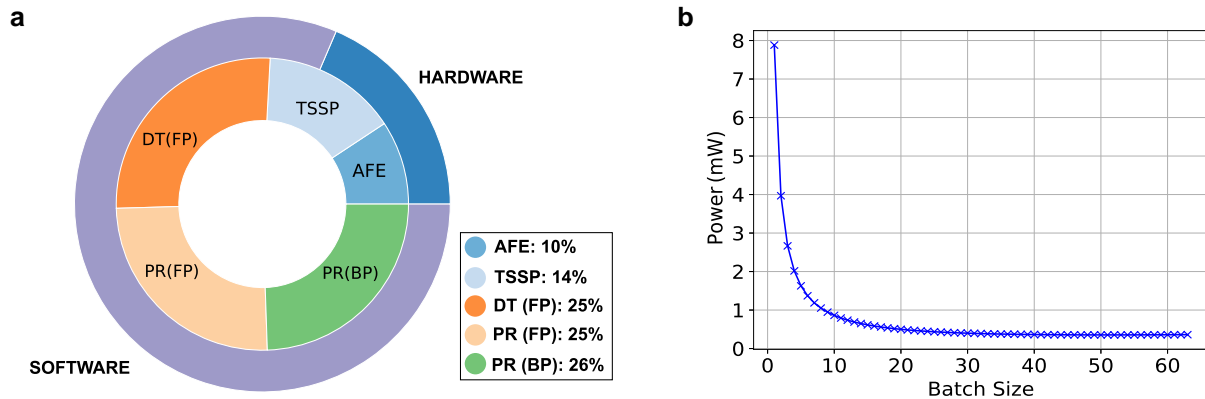 a
HARDWARE
TSSP
DT(FP)
AFE
PR(FP)
PR(BP)
SOFTWARE
AFE: 10%
TSSP: 14%
DT (FP): 25%
PR (FP): 25%
PR (BP): 26%
b
Power (mW)
8
7
6
5
4
3
2
1
0
0 10 20 30 40 50 60
Batch Size